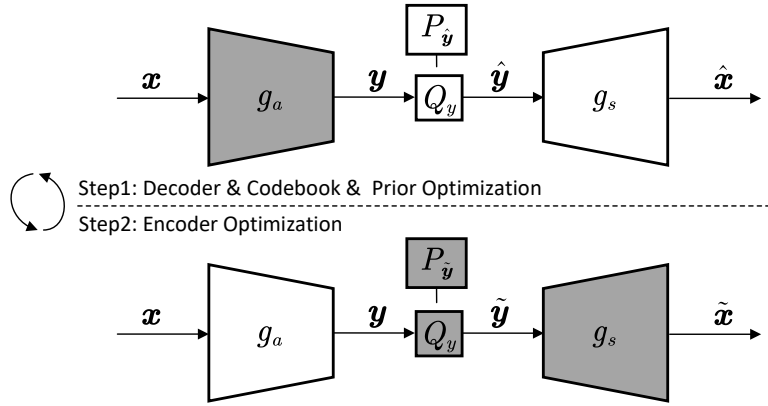 P_ŷ
x
g_a
y
Q_y
ŷ
g_s
x̂
Step1: Decoder & Codebook & Prior Optimization
Step2: Encoder Optimization
P_ỹ
x
g_a
y
Q_y
ỹ
g_s
x̃